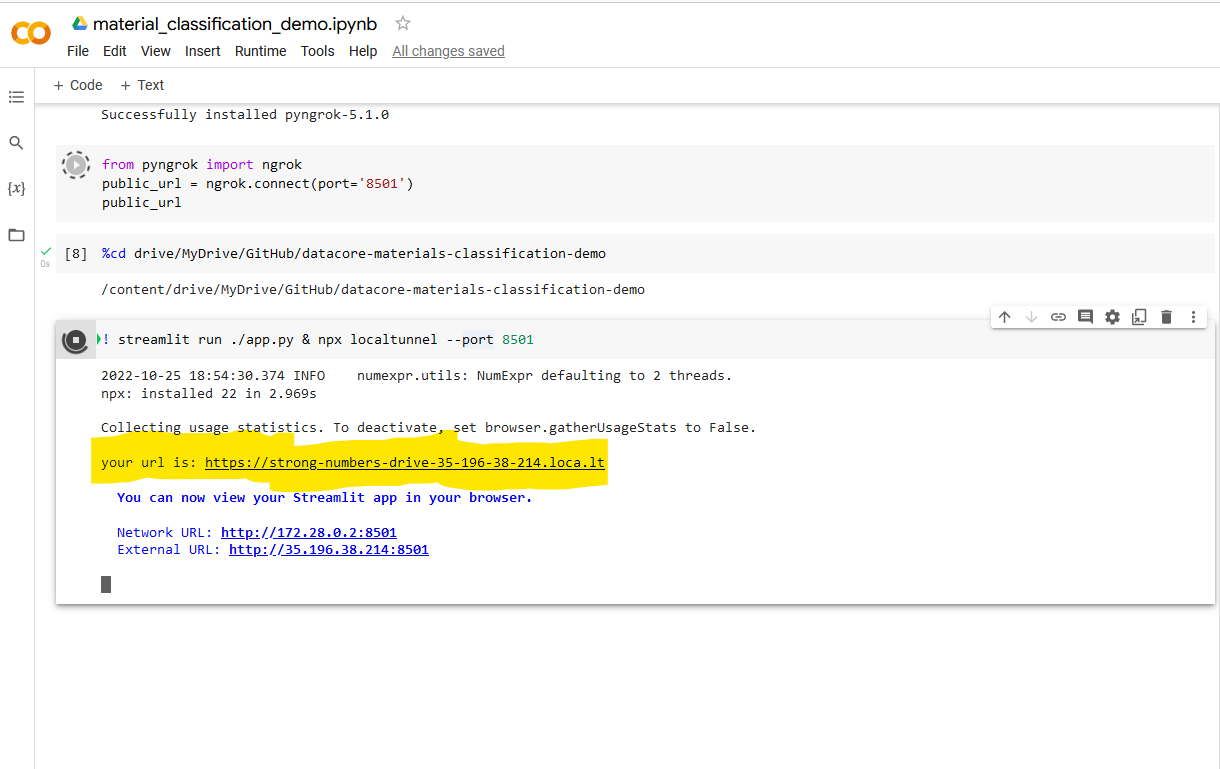 material_classification_demo.ipynb
File Edit View Insert Runtime Tools Help All changes saved
+ Code + Text
Successfully installed pyngrok-5.1.0
from pyngrok import ngrok
public_url = ngrok.connect(port='8501')
public_url
{x}
[8] %cd drive/MyDrive/GitHub/datacore-materials-classification-demo
0s
/content/drive/MyDrive/GitHub/datacore-materials-classification-demo
! streamlit run ./app.py & npx localtunnel --port 8501
2022-10-25 18:54:30.374 INFO    numexpr.utils: NumExpr defaulting to 2 threads.
npx: installed 22 in 2.969s
Collecting usage statistics. To deactivate, set browser.gatherUsageStats to False.
your url is: https://strong-numbers-drive-35-196-38-214.loca.lt
You can now view your Streamlit app in your browser.
Network URL: http://172.28.0.2:8501
External URL: http://35.196.38.214:8501